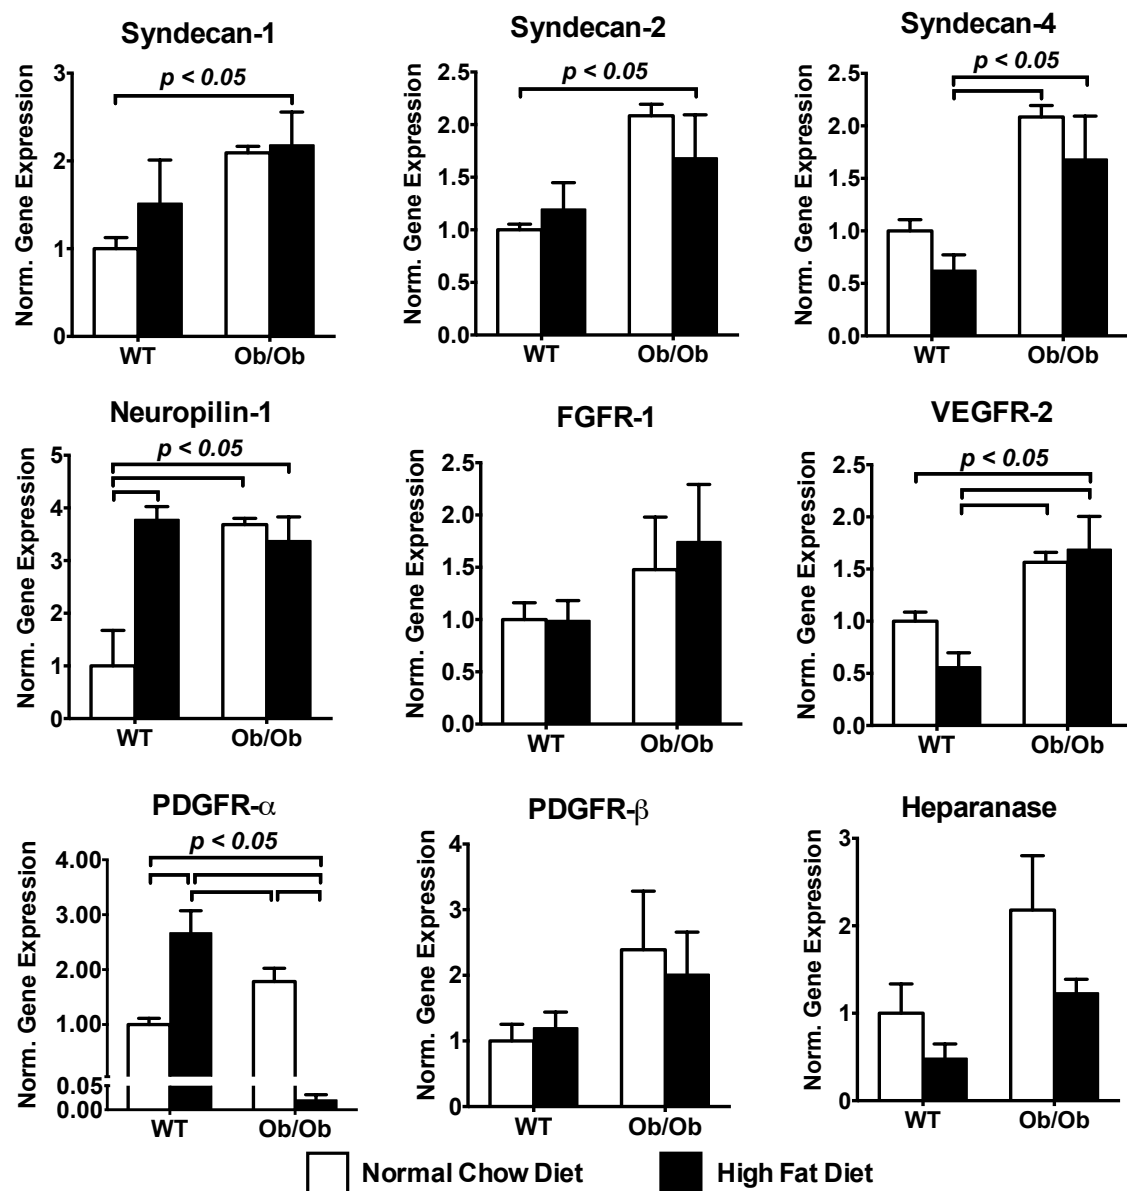 Syndecan-1
Syndecan-2
Syndecan-4
Norm. Gene Expression
3
2
1
0
p < 0.05
WT
Ob/Ob
Norm. Gene Expression
2.5
2.0
1.5
1.0
0.5
0.0
p < 0.05
WT
Ob/Ob
Norm. Gene Expression
2.5
2.0
1.5
1.0
0.5
0.0
p < 0.05
WT
Ob/Ob
Neuropilin-1
FGFR-1
VEGFR-2
Norm. Gene Expression
5
4
3
2
1
0
p < 0.05
WT
Ob/Ob
Norm. Gene Expression
2.5
2.0
1.5
1.0
0.5
0.0
WT
Ob/Ob
Norm. Gene Expression
2.5
2.0
1.5
1.0
0.5
0.0
p < 0.05
WT
Ob/Ob
PDGFR-α
PDGFR-β
Heparanase
Norm. Gene Expression
4.00
3.00
2.00
1.00
0.05
0.00
p < 0.05
WT
Ob/Ob
Norm. Gene Expression
4
3
2
1
0
WT
Ob/Ob
Norm. Gene Expression
3
2
1
0
WT
Ob/Ob
Normal Chow Diet
High Fat Diet